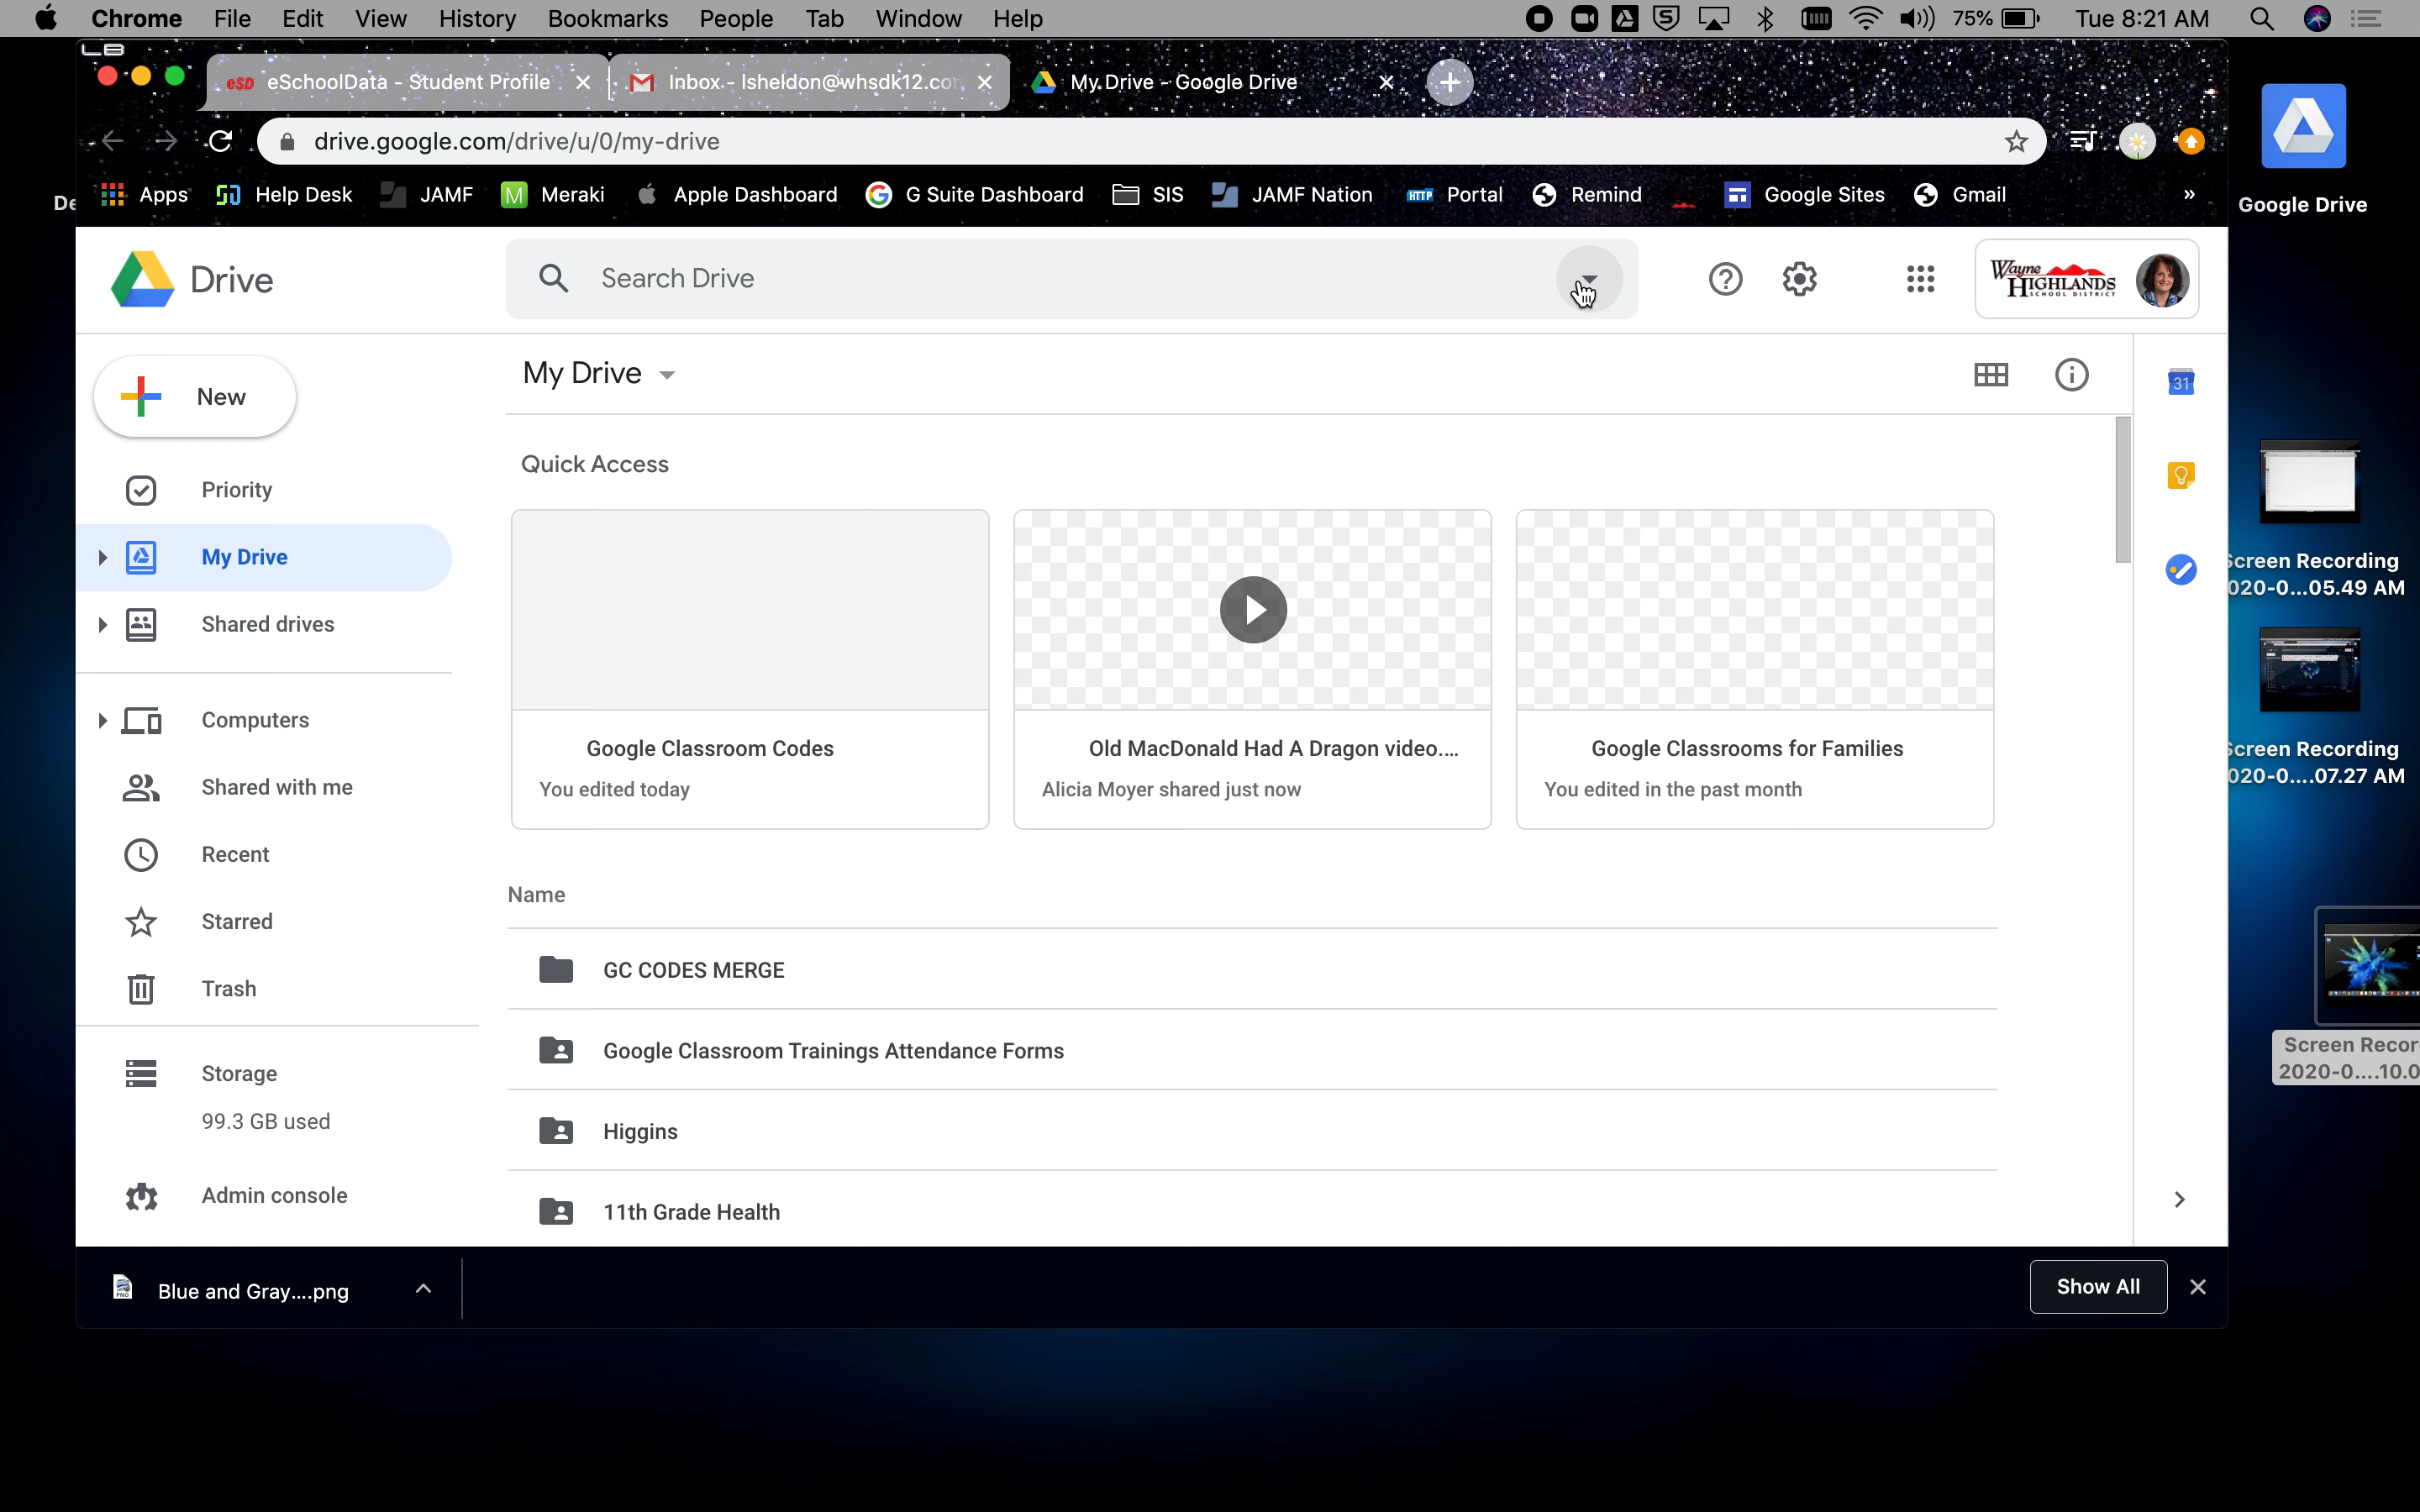 Chrome File Edit View History Bookmarks People Tab Window Help 75% Tue 8:21 AM
eSD eSchoolData - Student Profile Inbox - lsheldon@whsdk12.com My Drive - Google Drive
drive.google.com/drive/u/0/my-drive
Apps Help Desk JAMF M Meraki Apple Dashboard G Suite Dashboard SIS JAMF Nation HTTP Portal Remind Google Sites Gmail »
De
Google Drive
Drive
Search Drive
Wayne
HIGHLANDS
SCHOOL DISTRICT
New
My Drive
31
Quick Access
Priority
My Drive
Shared drives
Screen Recording
020-0...05.49 AM
Computers
Google Classroom Codes
You edited today
Old MacDonald Had A Dragon video....
Alicia Moyer shared just now
Google Classrooms for Families
You edited in the past month
Screen Recording
020-0....07.27 AM
Shared with me
Recent
Starred
Trash
Name
GC CODES MERGE
Google Classroom Trainings Attendance Forms
Higgins
11th Grade Health
Storage
99.3 GB used
Admin console
Screen Recor
2020-0....10.0
Blue and Gray....png
Show All